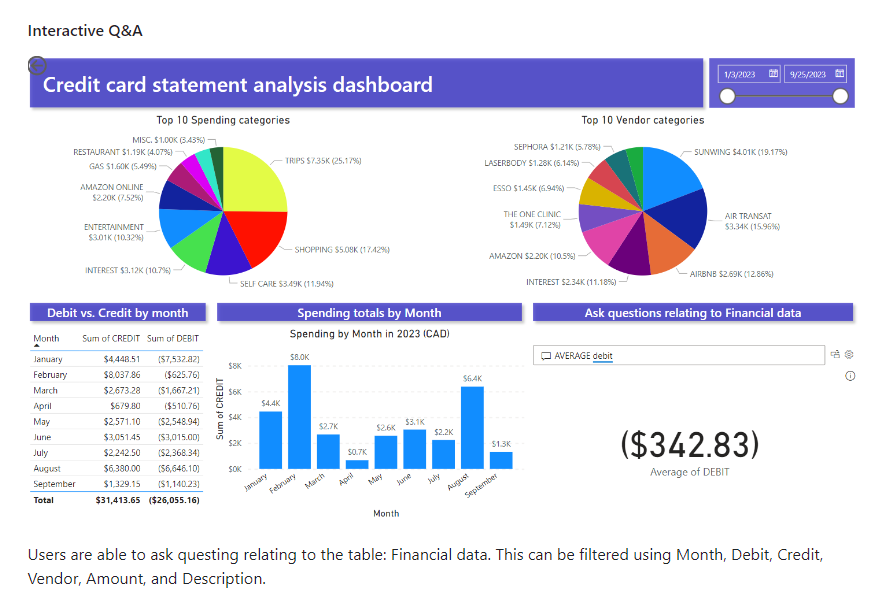 Interactive Q&A
Credit card statement analysis dashboard
1/3/2023
9/25/2023
Top 10 Spending categories
MISC. $1.00K (3.43%)
RESTAURANT $1.19K (4.07%)
GAS $1.60K (5.49%)
AMAZON ONLINE
$2.20K (7.52%)
ENTERTAINMENT
$3.01K (10.32%)
INTEREST $3.12K (10.7%)
TRIPS $7.35K (25.17%)
SHOPPING $5.08K (17.42%)
SELF CARE $3.49K (11.94%)
Top 10 Vendor categories
SEPHORA $1.21K (5.78%)
LASERBODY $1.28K (6.14%)
ESSO $1.45K (6.94%)
THE ONE CLINIC
$1.49K (7.12%)
AMAZON $2.20K (10.5%)
INTEREST $2.34K (11.18%)
SUNWING $4.01K (19.17%)
AIR TRANSAT
$3.34K (15.96%)
AIRBNB $2.69K (12.86%)
Debit vs. Credit by month
Month Sum of CREDIT Sum of DEBIT
January $4,448.51 ($7,532.82)
February $8,037.86 ($625.76)
March $2,673.28 ($1,667.21)
April $679.80 ($510.76)
May $2,571.10 ($2,548.94)
June $3,051.45 ($3,015.00)
July $2,242.50 ($2,368.34)
August $6,380.00 ($6,646.10)
September $1,329.15 ($1,140.23)
Total $31,413.65 ($26,055.16)
Spending totals by Month
Spending by Month in 2023 (CAD)
Sum of CREDIT
$8K
$6K
$4K
$2K
$0K
$4.4K
$8.0K
$2.7K
$0.7K
$2.6K
$3.1K
$2.2K
$6.4K
$1.3K
January
February
March
April
May
June
July
August
September
Month
Ask questions relating to Financial data
AVERAGE debit
($342.83)
Average of DEBIT
Users are able to ask questing relating to the table: Financial data. This can be filtered using Month, Debit, Credit,
Vendor, Amount, and Description.